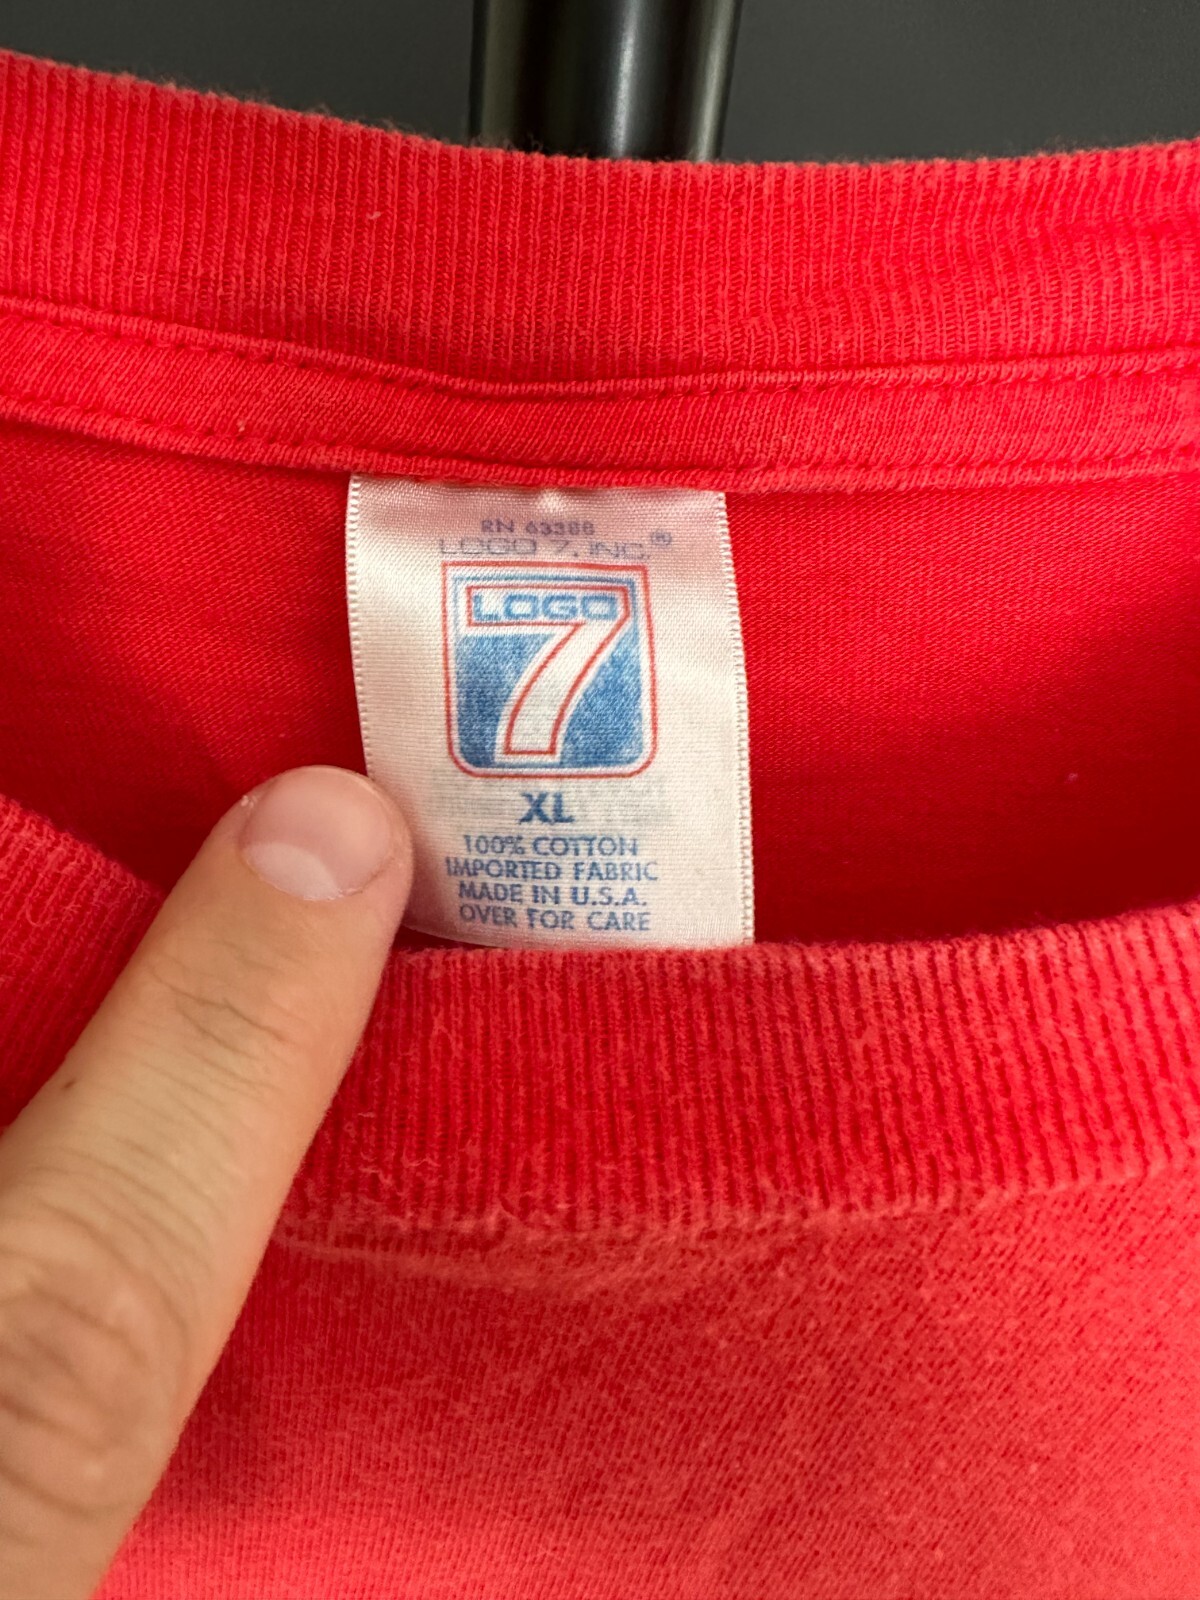 RN 63388
LOGO 7, INC.®
LOGO
7
XL
100% COTTON
IMPORTED FABRIC
MADE IN U.S.A.
OVER FOR CARE